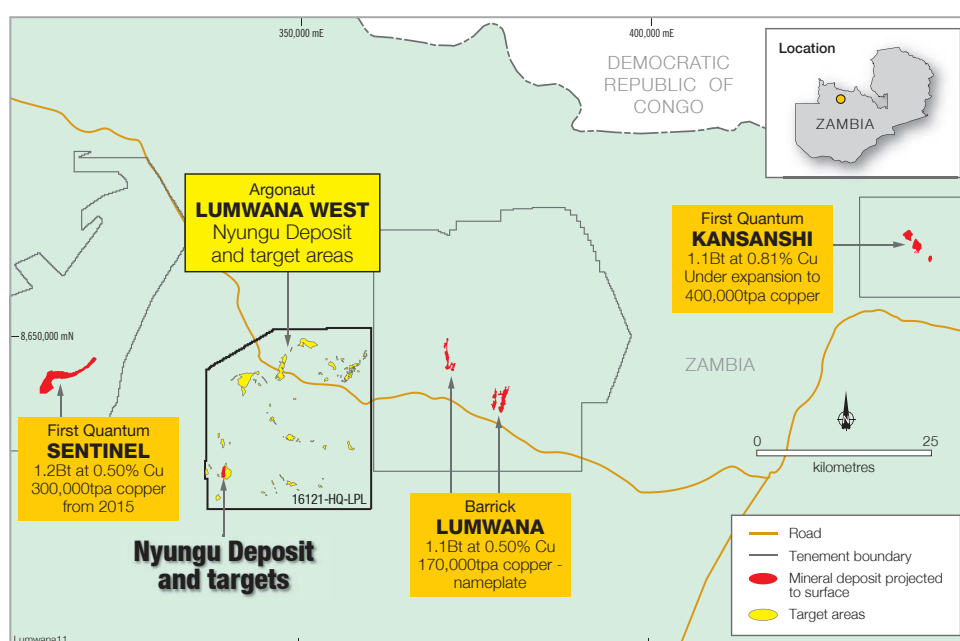 350,000 mE
400,000 mE
DEMOCRATIC
REPUBLIC OF
CONGO
Location
ZAMBIA
Argonaut
LUMWANA WEST
Nyungu Deposit
and target areas
First Quantum
KANSANSHI
1.1Bt at 0.81% Cu
Under expansion to
400,000tpa copper
8,650,000 mN
ZAMBIA
First Quantum
SENTINEL
1.2Bt at 0.50% Cu
300,000tpa copper
from 2015
16121-HQ-LPL
0
25
kilometres
Barrick
LUMWANA
1.1Bt at 0.50% Cu
170,000tpa copper -
nameplate
Nyungu Deposit
and targets
Road
Tenement boundary
Mineral deposit projected
to surface
Target areas
Lumwana11